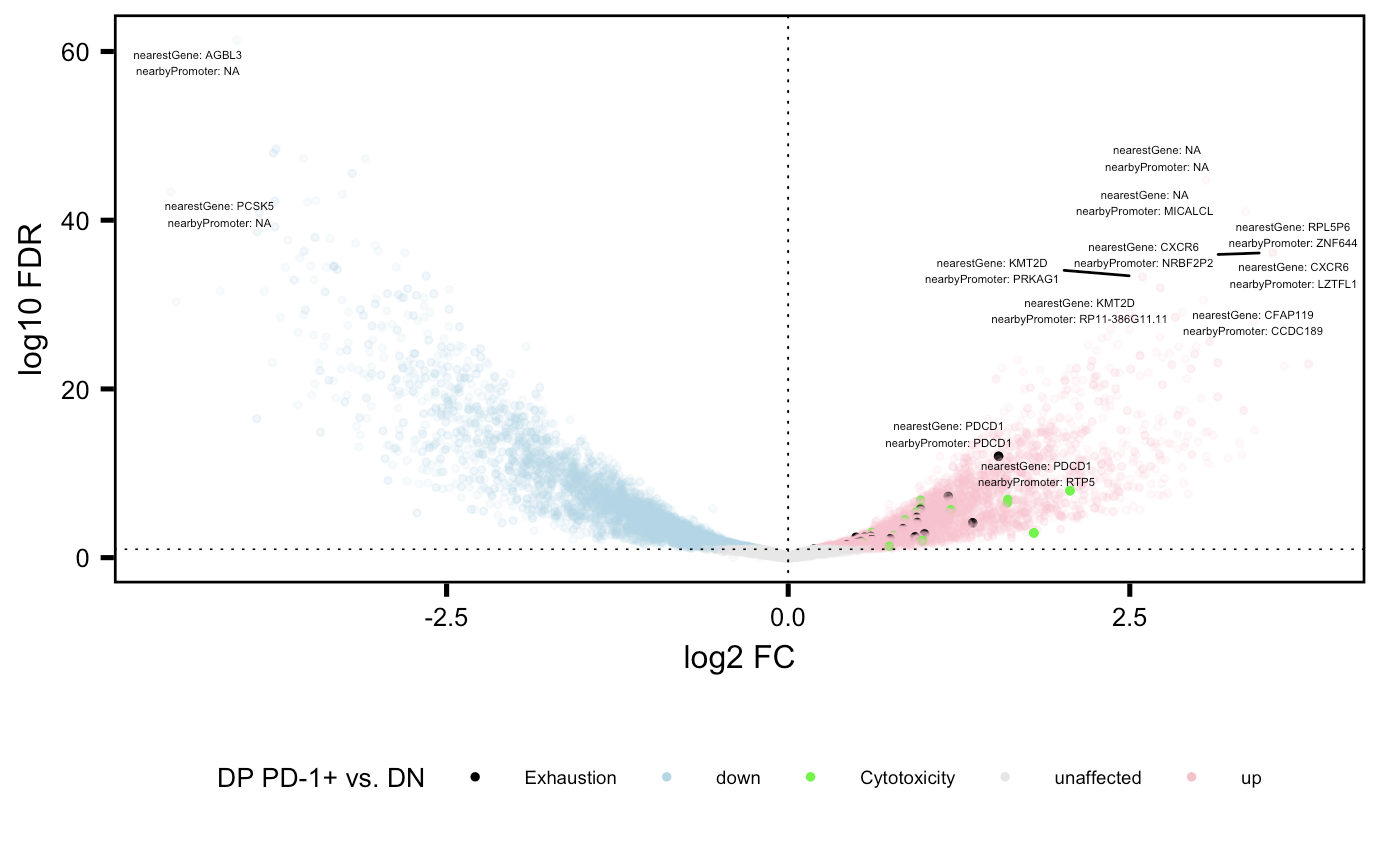 60
40
20
0
log10 FDR
nearestGene: AGBL3
nearbyPromoter: NA
nearestGene: PCSK5
nearbyPromoter: NA
nearestGene: NA
nearbyPromoter: NA
nearestGene: NA
nearbyPromoter: MICALCL
nearestGene: RPL5P6
nearbyPromoter: ZNF644
nearestGene: CXCR6
nearbyPromoter: NRBF2P2
nearestGene: KMT2D
nearbyPromoter: PRKAG1
nearestGene: CXCR6
nearbyPromoter: LZTFL1
nearestGene: KMT2D
nearbyPromoter: RP11-386G11.11
nearestGene: CFAP119
nearbyPromoter: CCDC189
nearestGene: PDCD1
nearbyPromoter: PDCD1
nearestGene: PDCD1
nearbyPromoter: RTP5
-2.5
0.0
2.5
log2 FC
DP PD-1+ vs. DN
Exhaustion
down
Cytotoxicity
unaffected
up